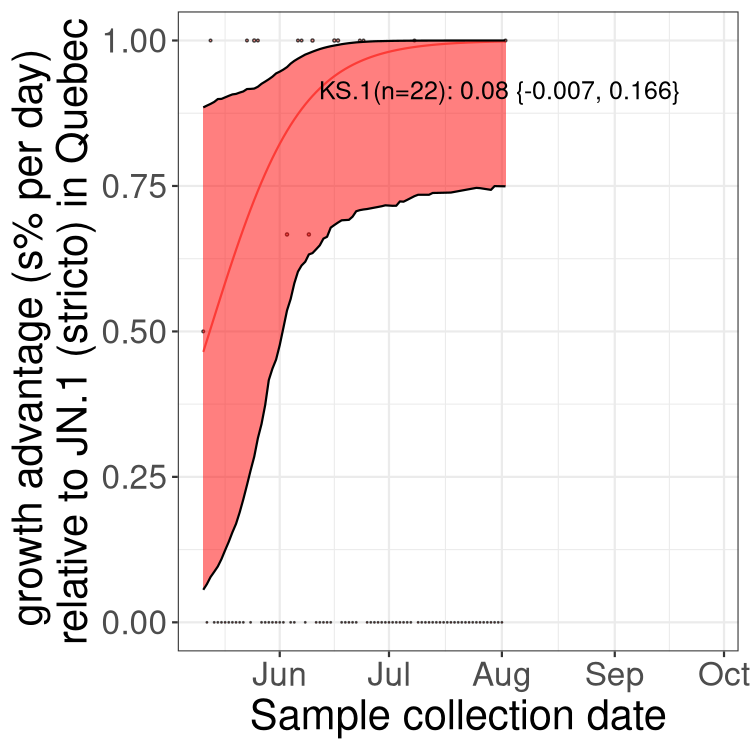 growth advantage (s% per day)
relative to JN.1 (stricto) in Quebec
1.00
0.75
0.50
0.25
0.00
KS.1(n=22): 0.08 {-0.007, 0.166}
Jun Jul Aug Sep Oct
Sample collection date